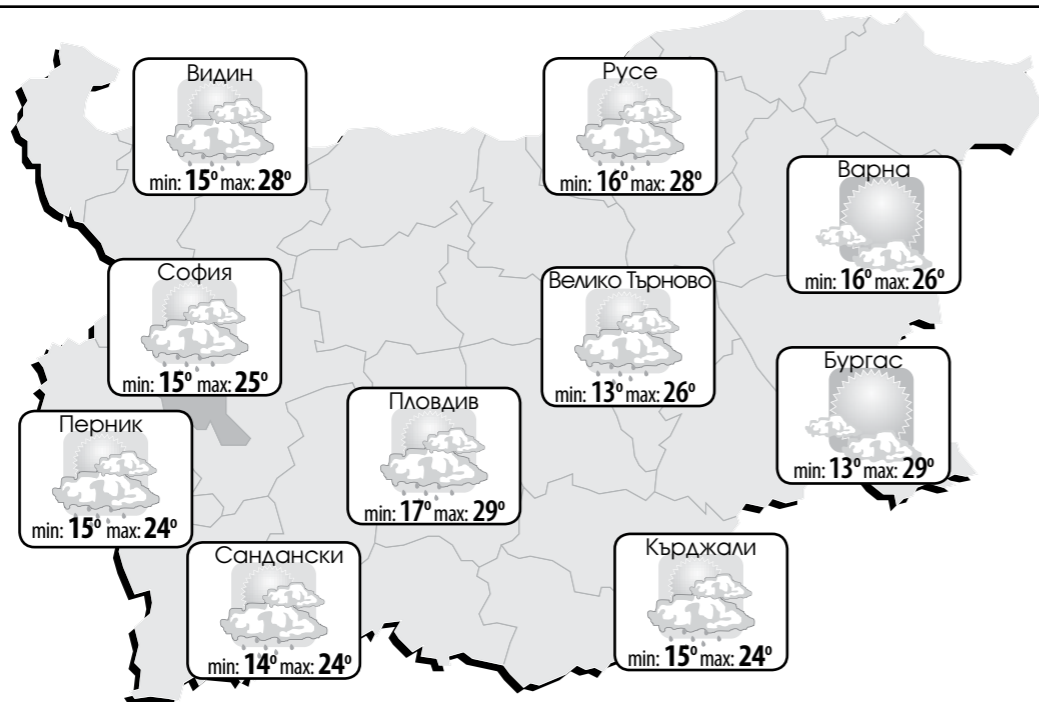 Видин
min: 15° max: 28°
Русе
min: 16° max: 28°
Варна
min: 16° max: 26°
София
min: 15° max: 25°
Велико Търново
min: 13° max: 26°
Бургас
min: 13° max: 29°
Пловдив
min: 17° max: 29°
Перник
min: 15° max: 24°
Сандански
min: 14° max: 24°
Кърджали
min: 15° max: 24°